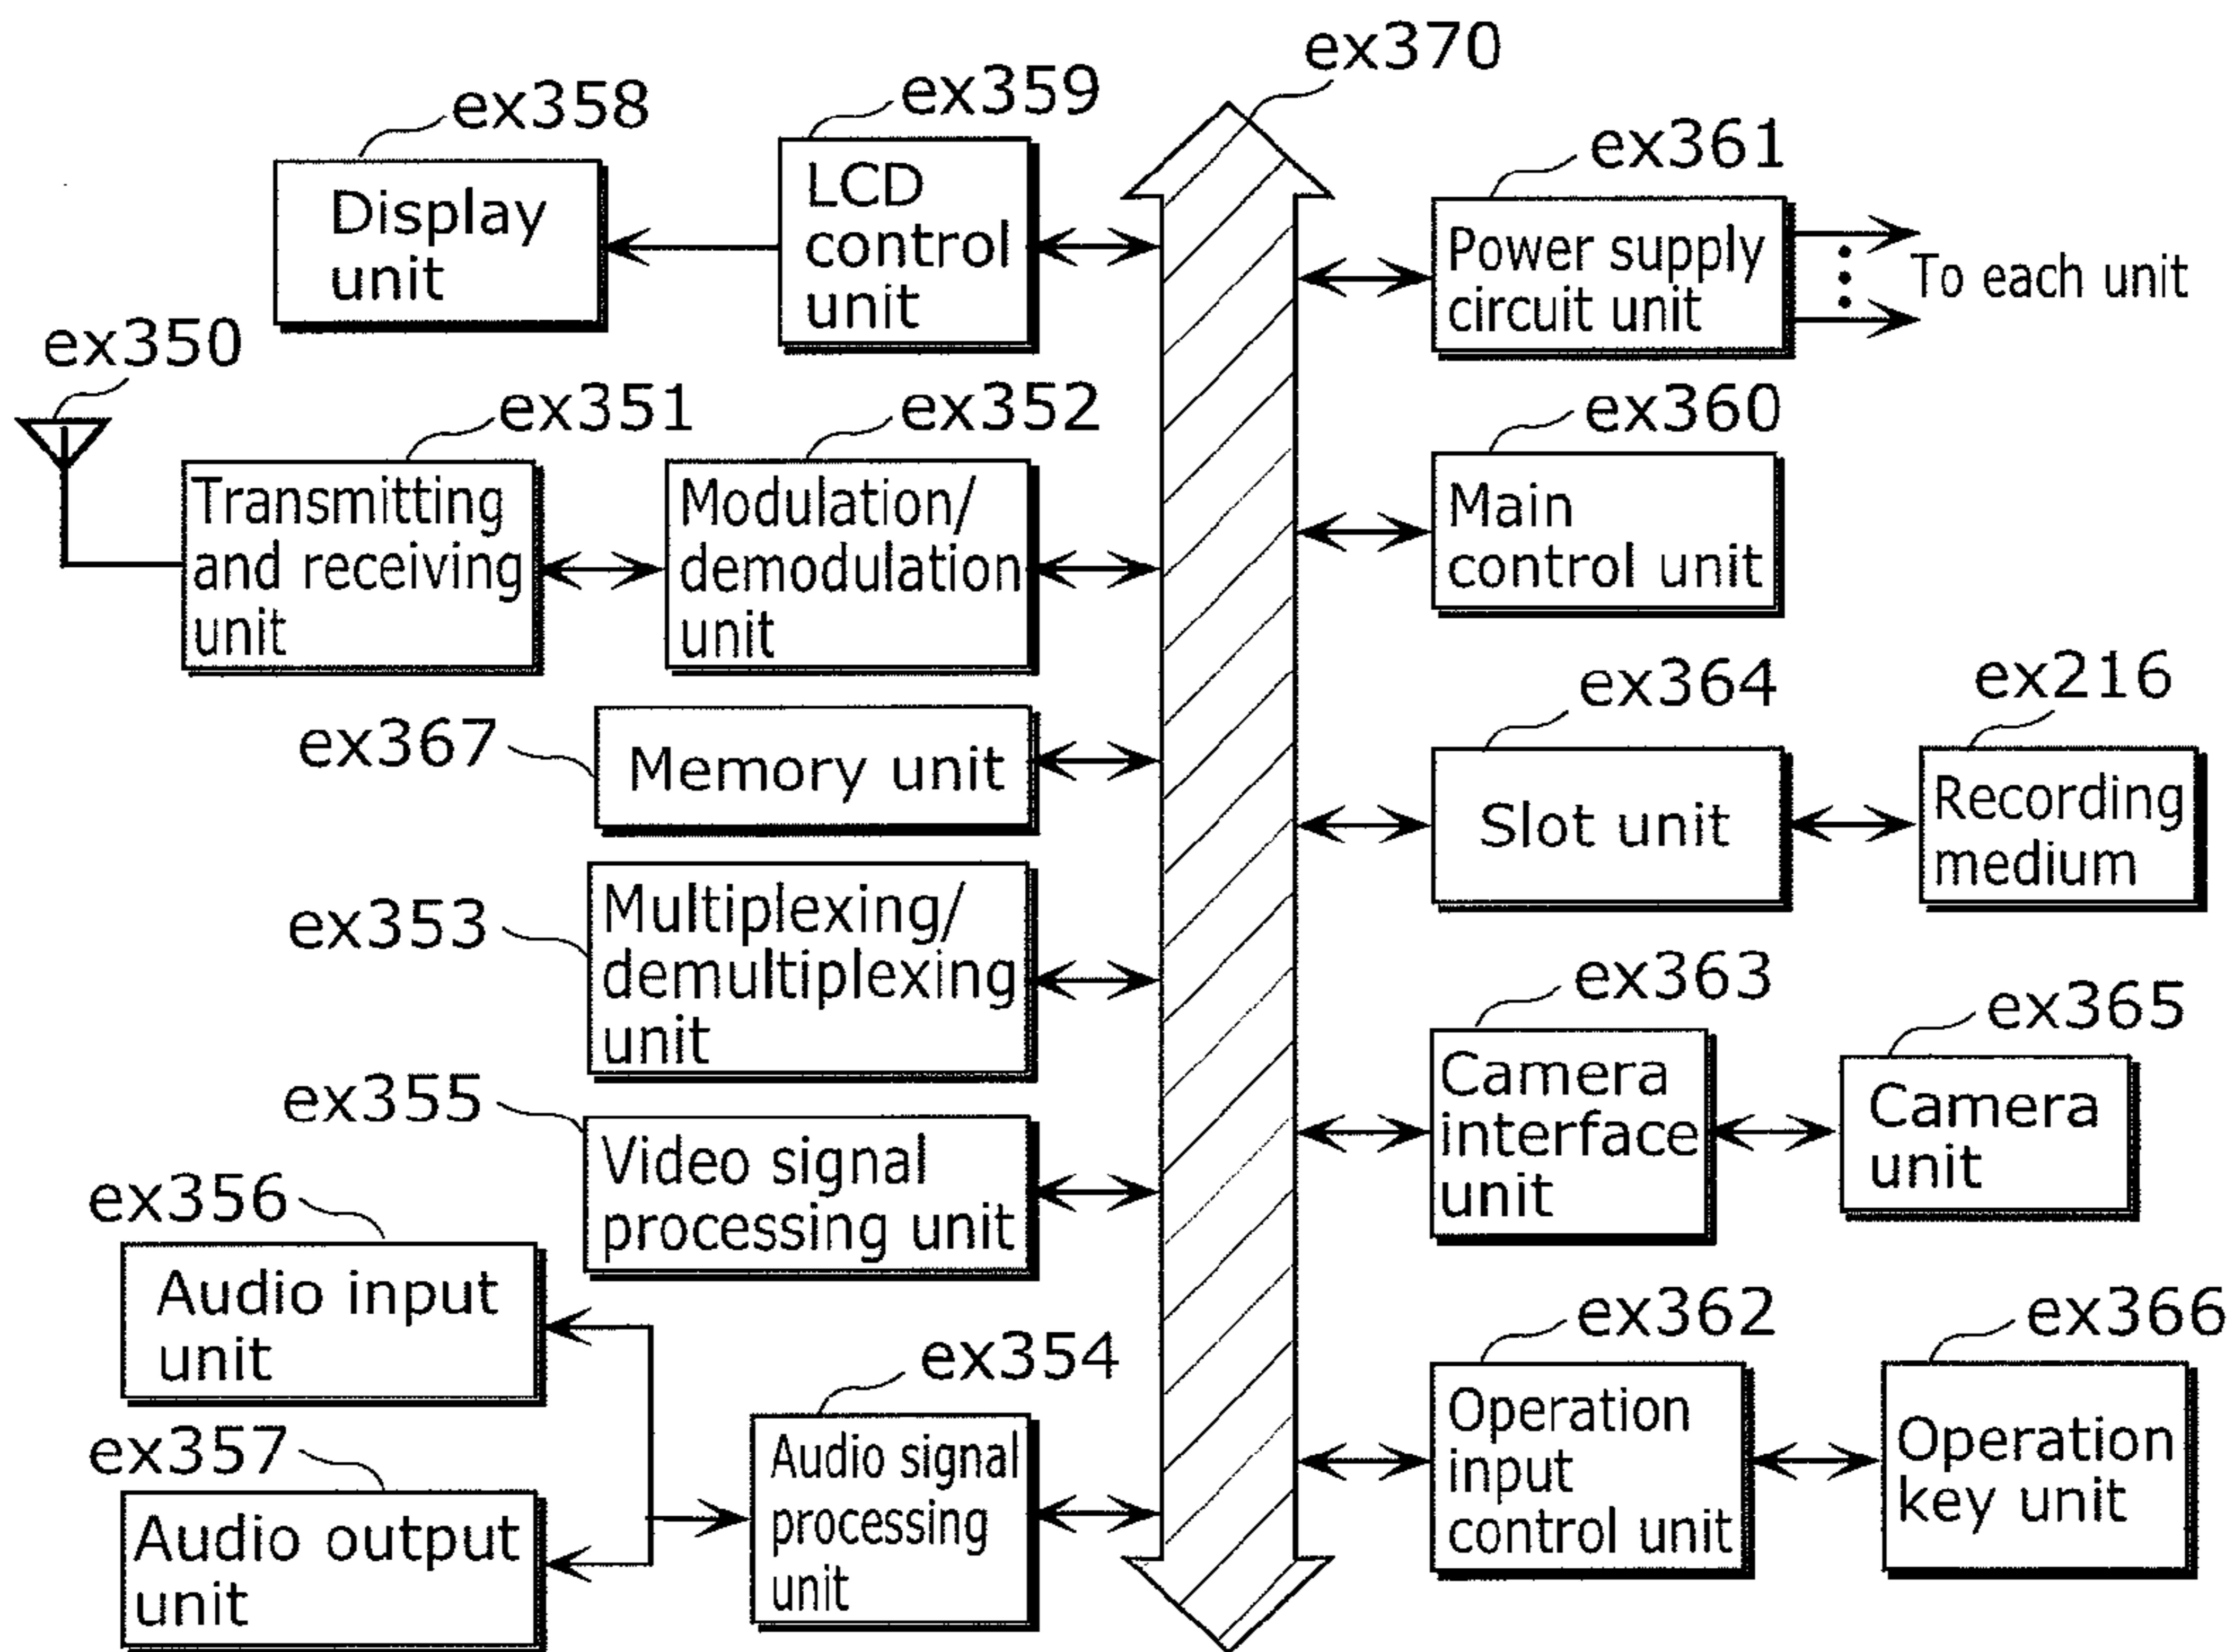 ex370
ex358
ex359
Display
unit
LCD
control
unit
ex361
Power supply
circuit unit
To each unit
ex350
ex351
Transmitting
and receiving
unit
ex352
Modulation/
demodulation
unit
ex360
Main
control unit
ex367
Memory unit
ex364
Slot unit
ex216
Recording
medium
ex353
Multiplexing/
demultiplexing
unit
ex363
Camera
interface
unit
ex365
Camera
unit
ex355
Video signal
processing unit
ex356
Audio input
unit
ex357
Audio output
unit
ex354
Audio signal
processing
unit
ex362
Operation
input
control unit
ex366
Operation
key unit